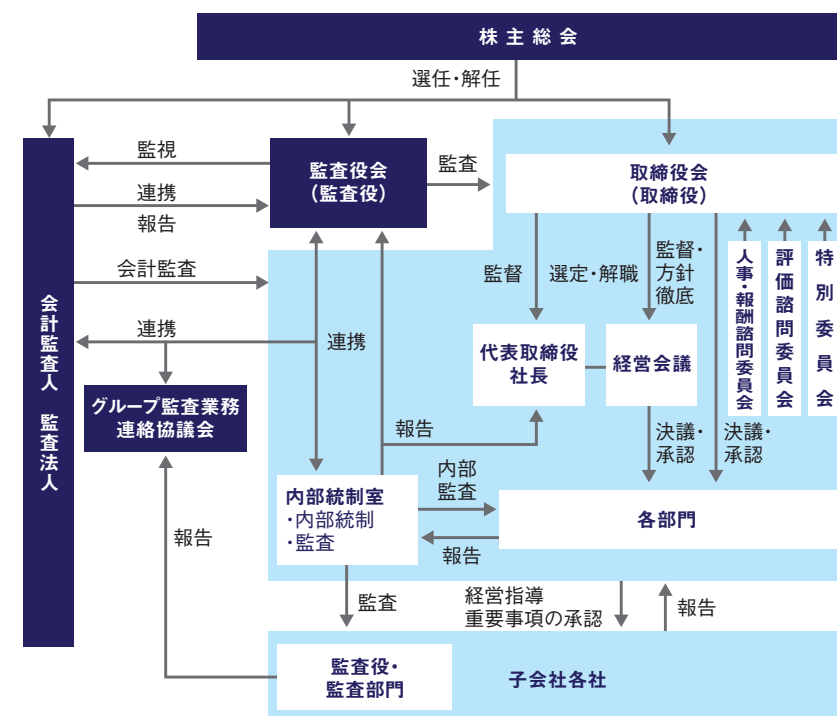 株主総会
選任・解任
監視
監査役会
（監査役）
監査
取締役会
（取締役）
連携
報告
会計監査
連携
連携
会計監査人 監査法人
グループ監査業務
連絡協議会
監督
選定・解職
監督・
方針
徹底
人事・報酬諮問委員会
評価諮問委員会
特別委員会
代表取締役
社長
経営会議
報告
決議・
承認
決議・
承認
内部統制室
・内部統制
・監査
内部
監査
報告
各部門
報告
監査
経営指導
重要事項の承認
報告
監査役・
監査部門
子会社各社